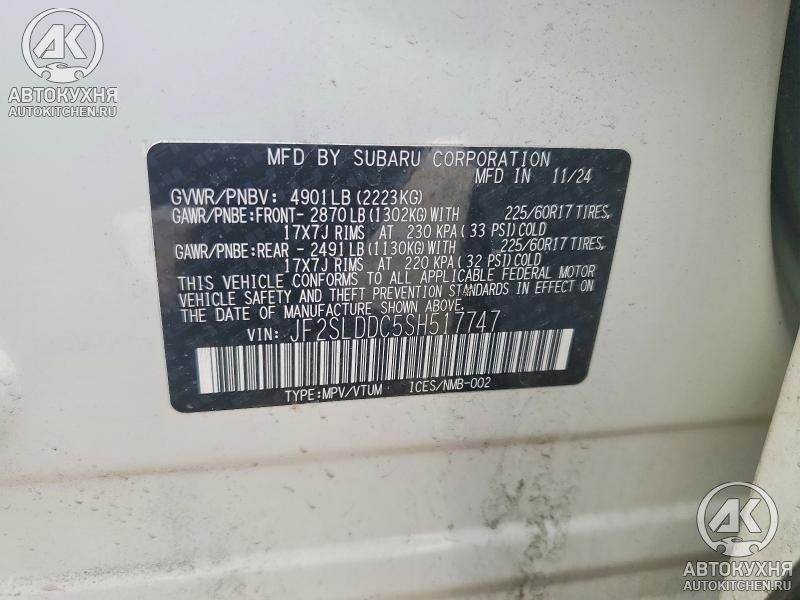 AK
АВТОКУХНЯ
AUTOKITCHEN.RU
MFD BY SUBARU CORPORATION
MFD IN 11/24
GVWR/PNBV: 4901LB (2223KG)
GAWR/PNBE:FRONT- 2870LB (1302KG) WITH 225/60R17 TIRES,
17X7J RIMS AT 230 KPA (33 PSI) COLD
GAWR/PNBE:REAR - 2491LB (1130KG) WITH 225/60R17 TIRES,
17X7J RIMS AT 220 KPA (32 PSI) COLD
THIS VEHICLE CONFORMS TO ALL APPLICABLE FEDERAL MOTOR
VEHICLE SAFETY AND THEFT PREVENTION STANDARDS IN EFFECT ON
THE DATE OF MANUFACTURE SHOWN ABOVE.
VIN: JF2SLDDC5SH517747
TYPE:MPV/VTUM ICES/NMB-002
AK
АВТОКУХНЯ
AUTOKITCHEN.RU